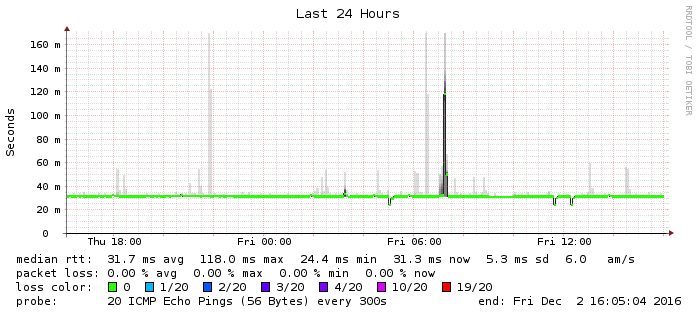 Last 24 Hours
RRDTOOL / TOBI OETIKER
Seconds
160 m
140 m
120 m
100 m
80 m
60 m
40 m
20 m
0
Thu 18:00 Fri 00:00 Fri 06:00 Fri 12:00
median rtt: 31.7 ms avg 118.0 ms max 24.4 ms min 31.3 ms now 5.3 ms sd 6.0 am/s
packet loss: 0.00 % avg 0.00 % max 0.00 % min 0.00 % now
loss color: 0 1/20 2/20 3/20 4/20 10/20 19/20
probe: 20 ICMP Echo Pings (56 Bytes) every 300s end: Fri Dec 2 16:05:04 2016